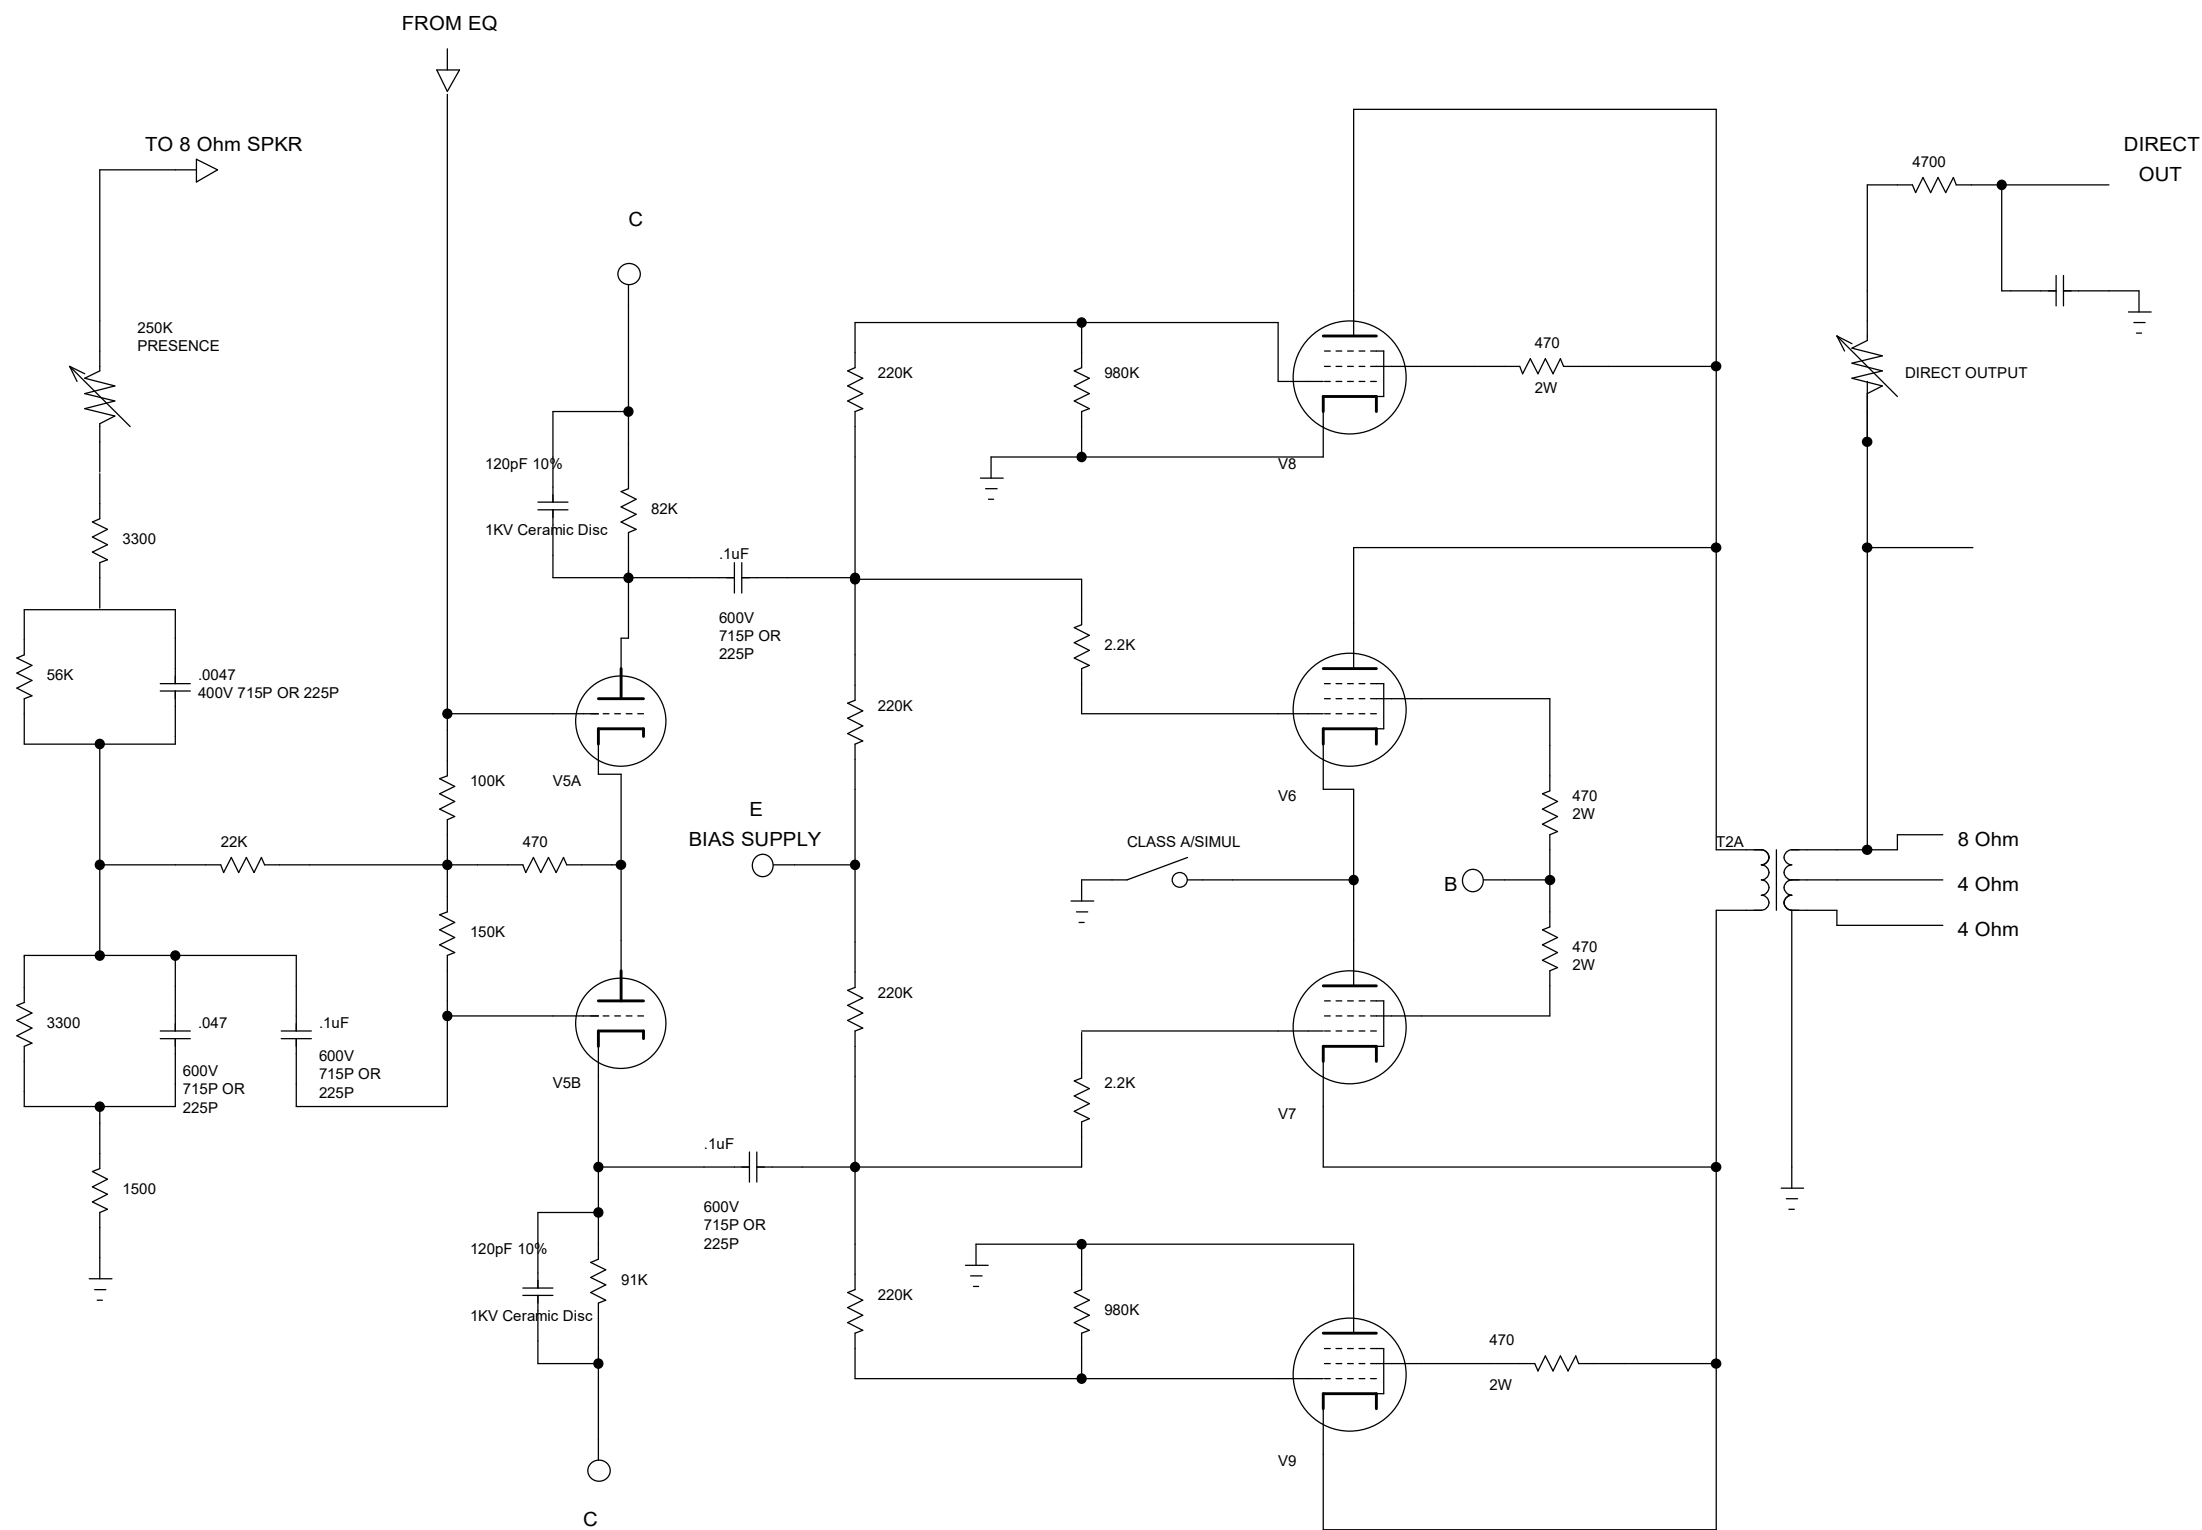 FROM EQ
TO 8 Ohm SPKR
DIRECT
OUT
4700
C
250K
PRESENCE
470
2W
220K
980K
DIRECT OUTPUT
120pF 10%
V8
82K
1KV Ceramic Disc
3300
.1uF
600V
715P OR
225P
2.2K
56K
.0047
400V 715P OR 225P
220K
V5A
100K
V6
470
2W
E
BIAS SUPPLY
22K
470
CLASS A/SIMUL
T2A
8 Ohm
B
4 Ohm
4 Ohm
150K
470
2W
220K
3300
.047
600V
715P OR
225P
.1uF
600V
715P OR
225P
V5B
2.2K
V7
.1uF
600V
715P OR
225P
1500
120pF 10%
91K
1KV Ceramic Disc
220K
980K
470
2W
V9
C